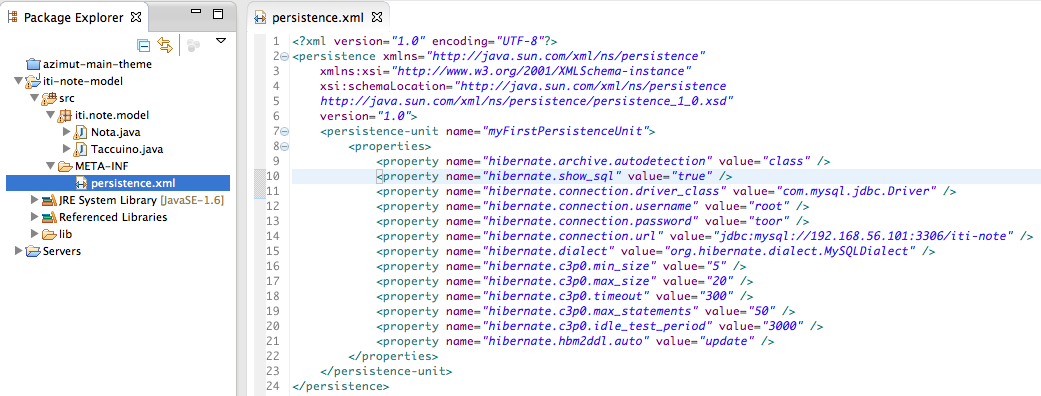 Package Explorer
azimut-main-theme
iti-note-model
src
iti.note.model
Nota.java
Taccuino.java
META-INF
persistence.xml
JRE System Library [JavaSE-1.6]
Referenced Libraries
lib
Servers
persistence.xml
1 <?xml version="1.0" encoding="UTF-8"?>
2 <persistence xmlns="http://java.sun.com/xml/ns/persistence"
3 xmlns:xsi="http://www.w3.org/2001/XMLSchema-instance"
4 xsi:schemaLocation="http://java.sun.com/xml/ns/persistence
5 http://java.sun.com/xml/ns/persistence/persistence_1_0.xsd"
6 version="1.0">
7 <persistence-unit name="myFirstPersistenceUnit">
8 <properties>
9 <property name="hibernate.archive.autodetection" value="class" />
10 <property name="hibernate.show_sql" value="true" />
11 <property name="hibernate.connection.driver_class" value="com.mysql.jdbc.Driver" />
12 <property name="hibernate.connection.username" value="root" />
13 <property name="hibernate.connection.password" value="toor" />
14 <property name="hibernate.connection.url" value="jdbc:mysql://192.168.56.101:3306/iti-note" />
15 <property name="hibernate.dialect" value="org.hibernate.dialect.MySQLDialect" />
16 <property name="hibernate.c3p0.min_size" value="5" />
17 <property name="hibernate.c3p0.max_size" value="20" />
18 <property name="hibernate.c3p0.timeout" value="300" />
19 <property name="hibernate.c3p0.max_statements" value="50" />
20 <property name="hibernate.c3p0.idle_test_period" value="3000" />
21 <property name="hibernate.hbm2ddl.auto" value="update" />
22 </properties>
23 </persistence-unit>
24 </persistence>